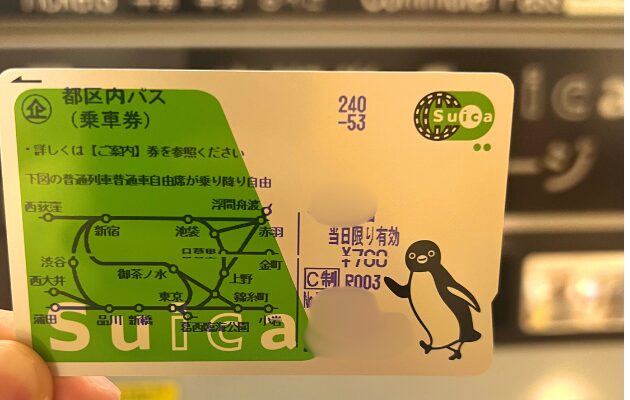 都区内パス
企 （乗車券）
240
-53
Suica
・詳しくは【ご案内】券を参照ください
下図の普通列車普通車自由席が乗り降り自由
西荻窪
浮間舟渡
新宿
池袋
赤羽
当日限り有効
¥760
渋谷
御茶ノ水
上野
金町
C制 R003
西大井
東京
錦糸町
蒲田
品川
新橋
葛西臨海公園
小岩
Suica